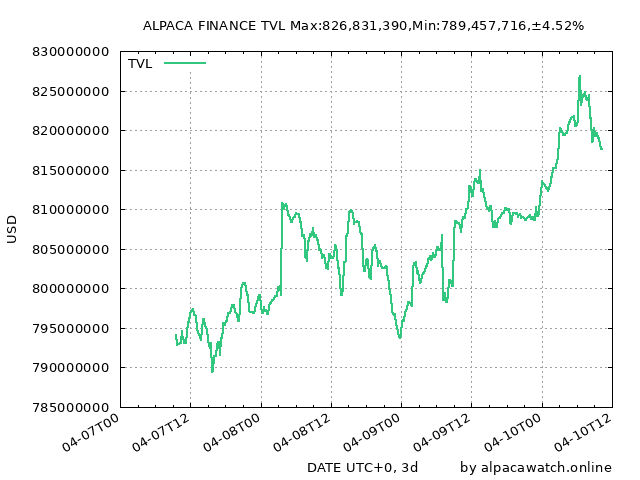 ALPACA FINANCE TVL Max:826,831,390,Min:789,457,716,±4.52%
830000000
TVL
825000000
820000000
815000000
810000000
USD
805000000
800000000
795000000
790000000
785000000
04-07T00 04-07T12 04-08T00 04-08T12 04-09T00 04-09T12 04-10T00 04-10T12
DATE UTC+0, 3d by alpacawatch.online